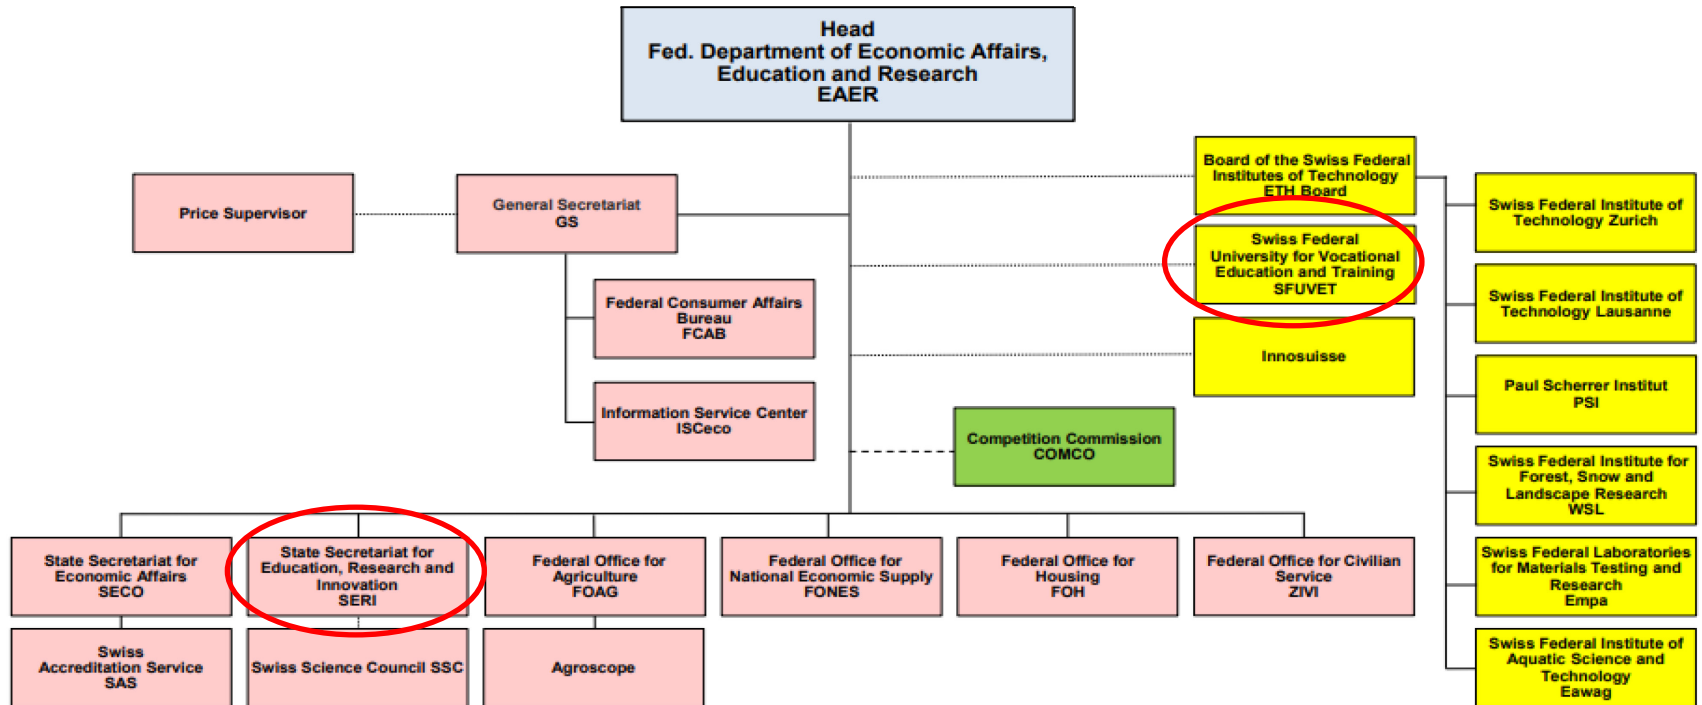 Head
Fed. Department of Economic Affairs,
Education and Research
EAER
Board of the Swiss Federal
Institutes of Technology
ETH Board
Price Supervisor
General Secretariat
GS
Swiss Federal Institute of
Technology Zurich
Swiss Federal
University for Vocational
Education and Training
SFUVET
Federal Consumer Affairs
Bureau
FCAB
Swiss Federal Institute of
Technology Lausanne
Innosuisse
Paul Scherrer Institut
PSI
Information Service Center
ISCeco
Competition Commission
COMCO
Swiss Federal Institute for
Forest, Snow and
Landscape Research
WSL
State Secretariat for
Economic Affairs
SECO
State Secretariat for
Education, Research and
Innovation
SERI
Federal Office for
Agriculture
FOAG
Federal Office for
National Economic Supply
FONES
Federal Office for
Housing
FOH
Federal Office for Civilian
Service
ZIVI
Swiss Federal Laboratories
for Materials Testing and
Research
Empa
Swiss
Accreditation Service
SAS
Swiss Science Council SSC
Agroscope
Swiss Federal Institute of
Aquatic Science and
Technology
Eawag